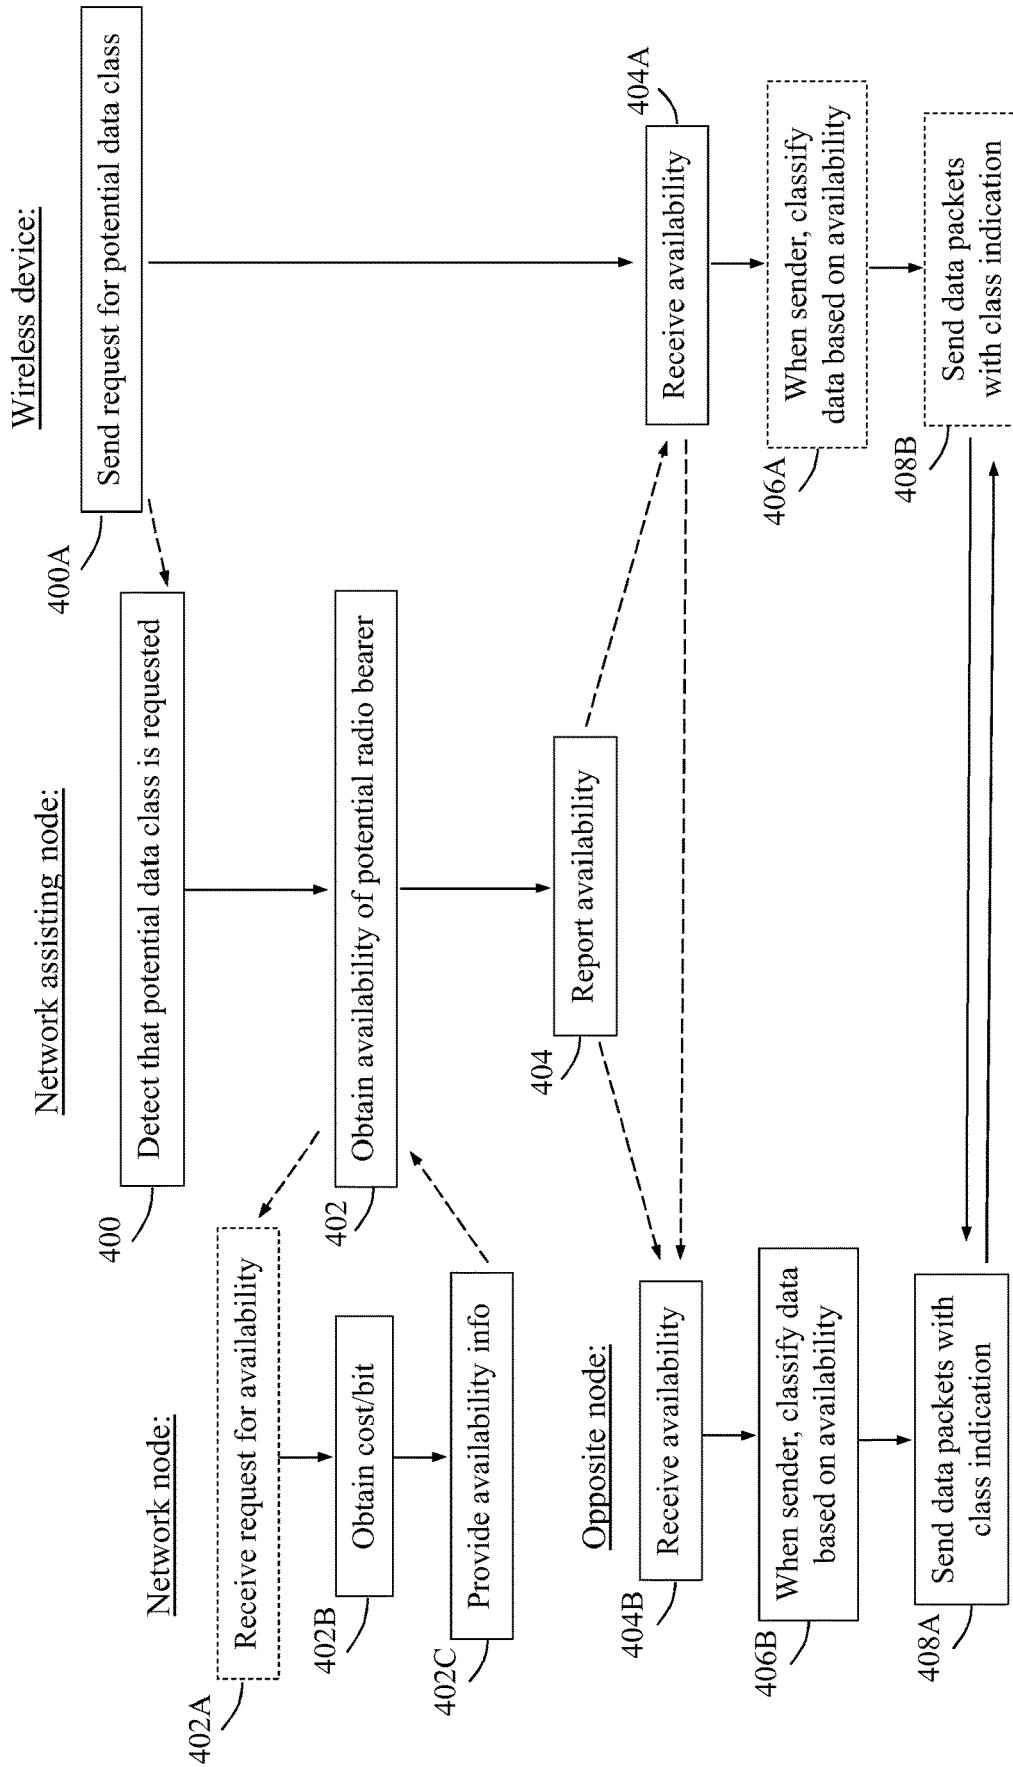 Wireless device:
400A
Send request for potential data class
Network assisting node:
400
Detect that potential data class is requested
Network node:
402A
Receive request for availability
402
Obtain availability of potential radio bearer
402B
Obtain cost/bit
402C
Provide availability info
404
Report availability
404A
Receive availability
Opposite node:
404B
Receive availability
406A
When sender, classify
data based on availability
406B
When sender, classify data
based on availability
408B
Send data packets
with class indication
408A
Send data packets with
class indication